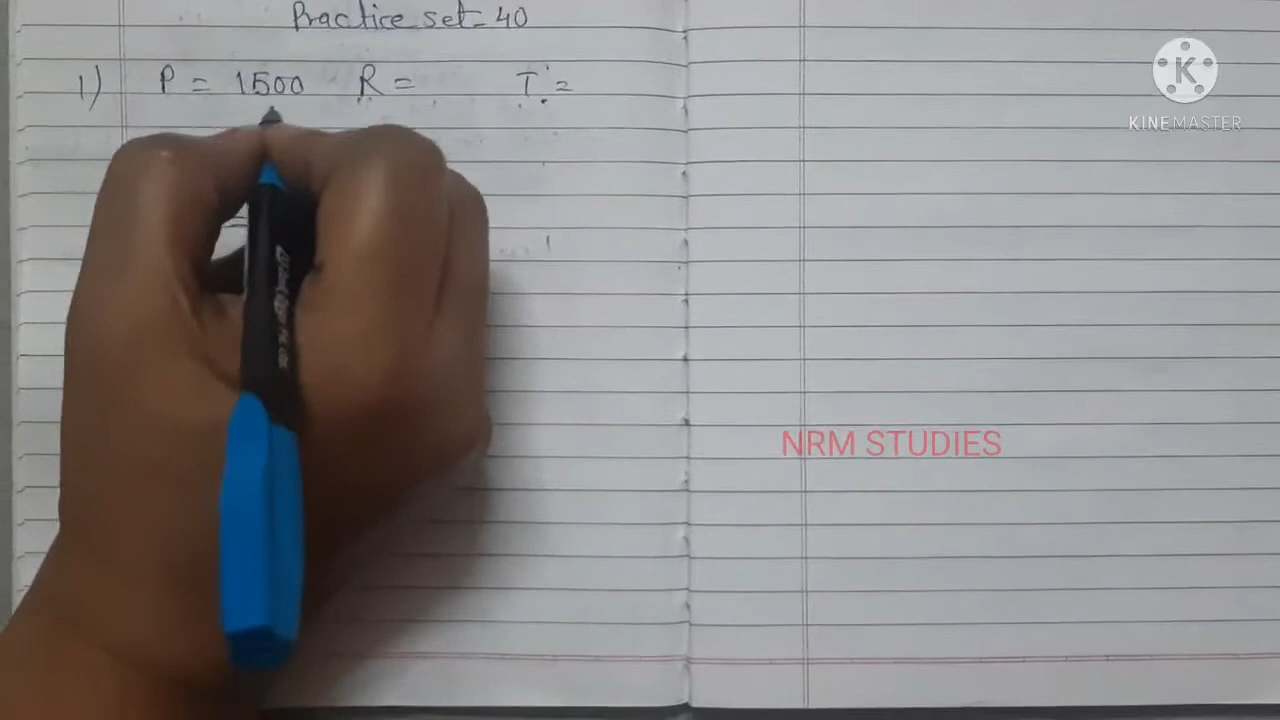 Practice set - 40
1) P = 1500 R = T =
K
KINEMASTER
NRM STUDIES